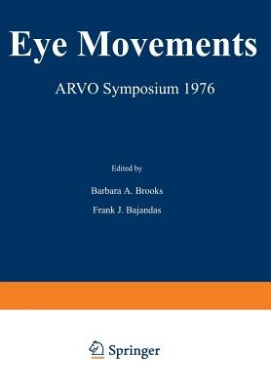 Eye Movements
ARVO Symposium 1976
Edited by
Barbara A. Brooks
Frank J. Bajandas
Springer